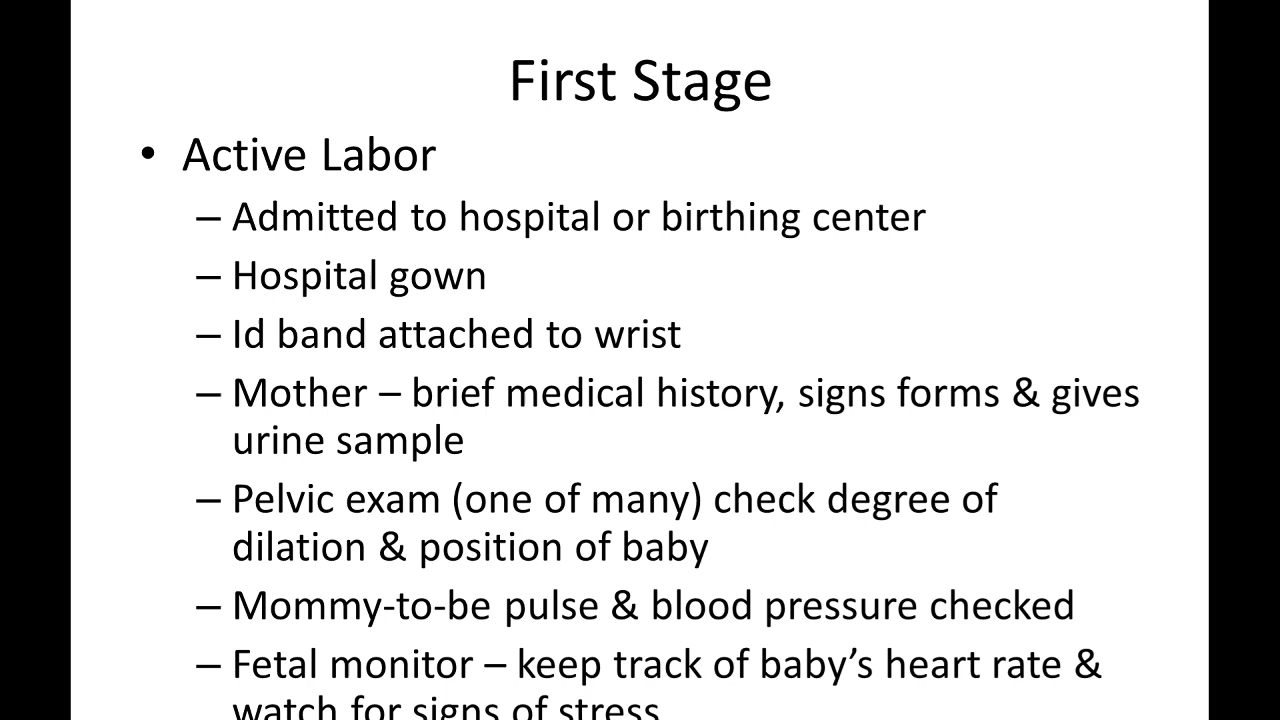 First Stage
• Active Labor
– Admitted to hospital or birthing center
– Hospital gown
– Id band attached to wrist
– Mother – brief medical history, signs forms & gives
urine sample
– Pelvic exam (one of many) check degree of
dilation & position of baby
– Mommy-to-be pulse & blood pressure checked
– Fetal monitor – keep track of baby’s heart rate &
watch for signs of stress